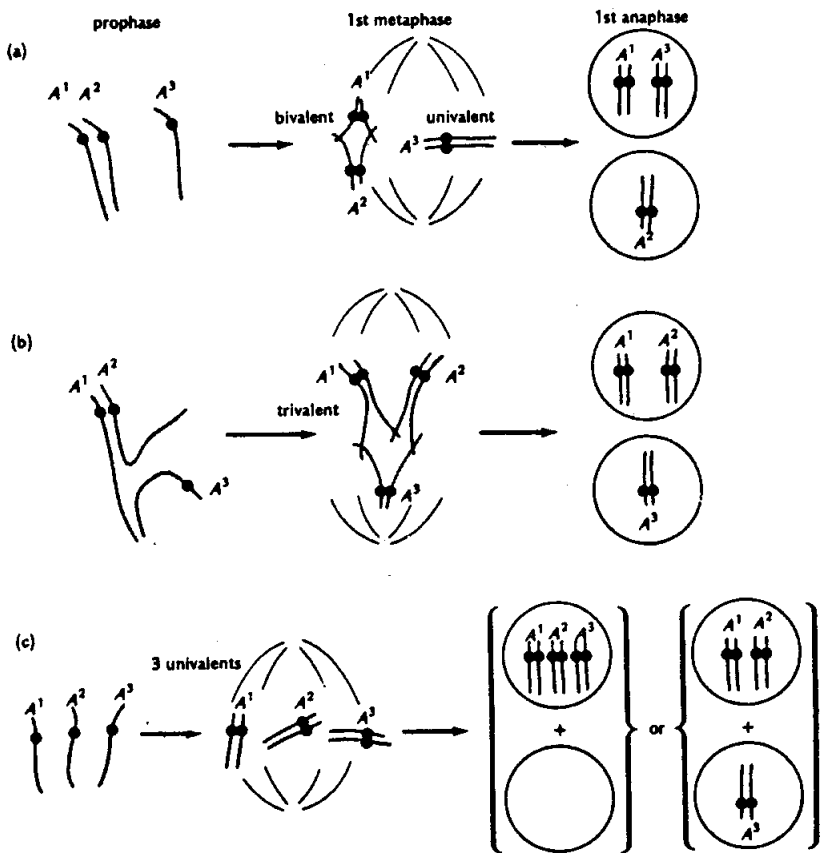 prophase 1st metaphase 1st anaphase
(a)
A¹ A² A³
bivalent A¹ univalent
A³
A²
A¹ A³
A²
(b)
A¹ A²
A³
trivalent A¹ A²
A³
A¹ A²
A³
(c)
A¹ A² A³
3 univalents
A¹ A² A³
A¹ A² A³
+
or
A¹ A²
+
A³